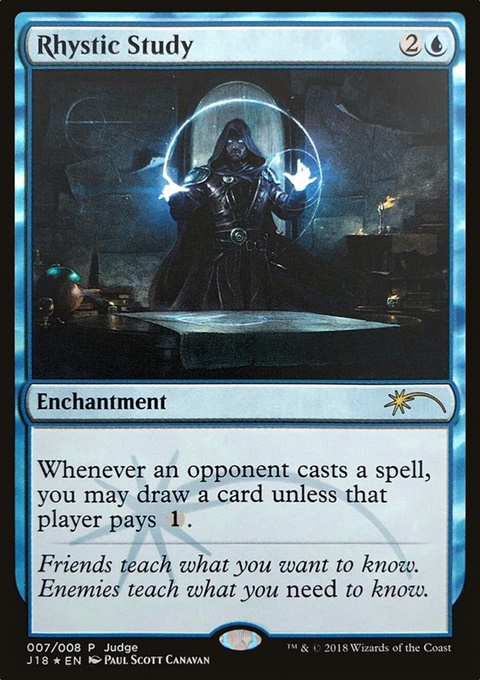 Rhystic Study 2
Enchantment
Whenever an opponent casts a spell,
you may draw a card unless that
player pays 1.
Friends teach what you want to know.
Enemies teach what you need to know.
007/008 P Judge
J18 ★ EN Paul Scott Canavan
™ & © 2018 Wizards of the Coast